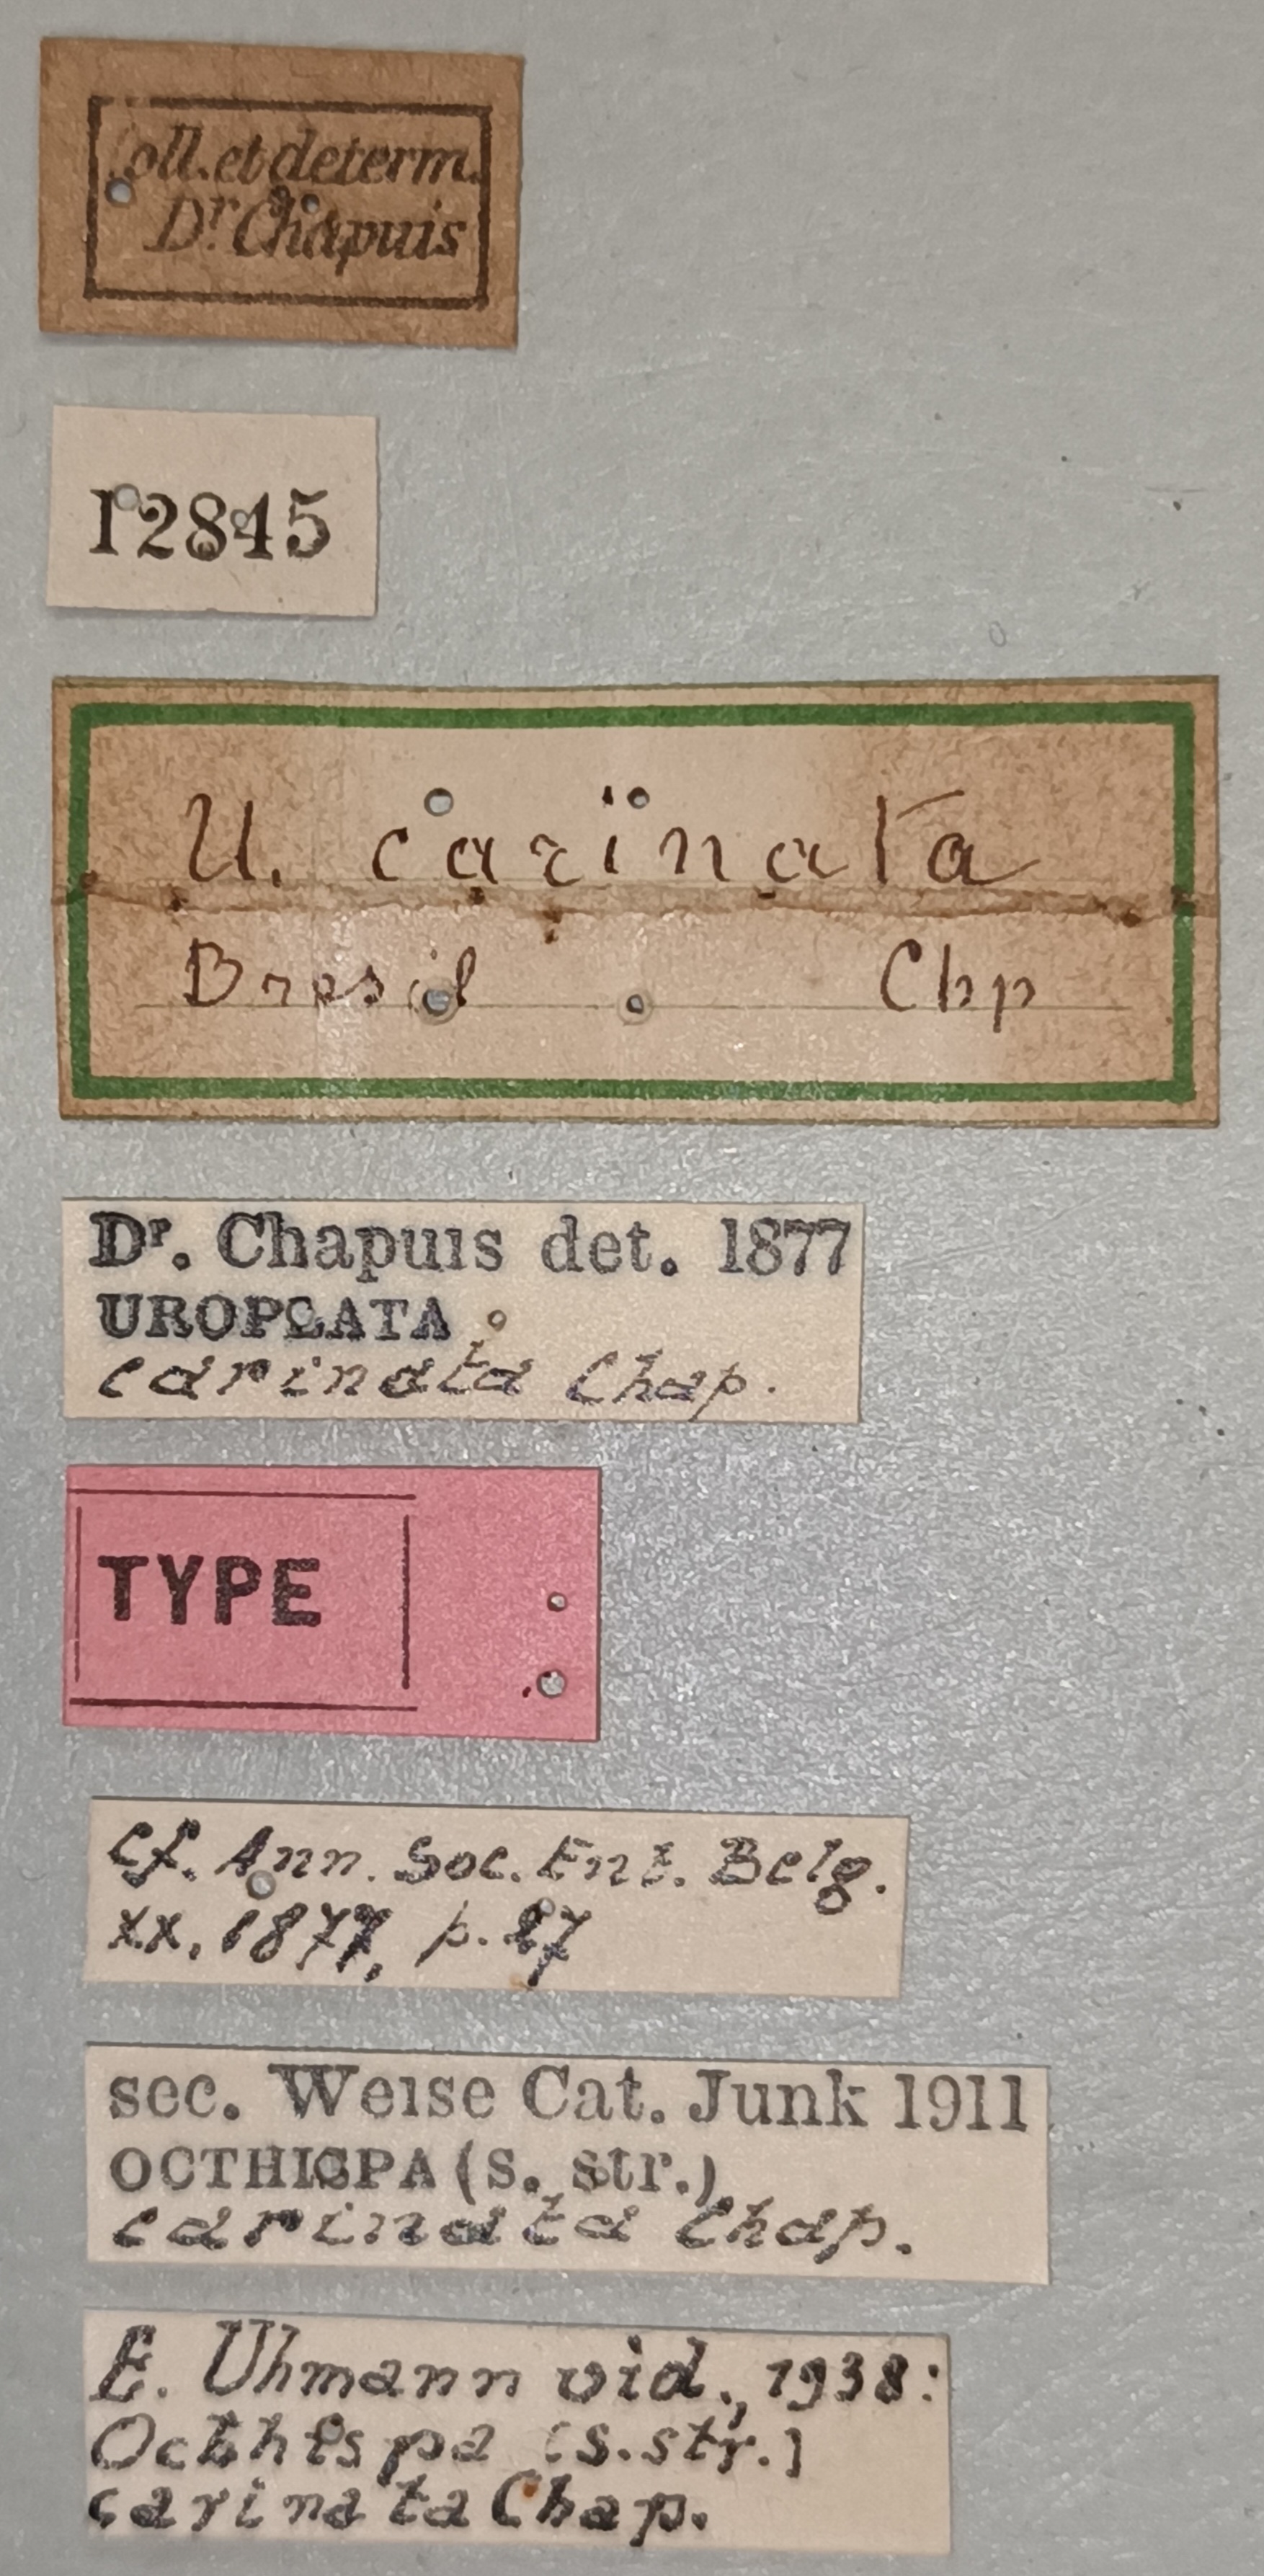 Coll. et determ.
Dr Chapuis
12845
U. carinata
Bresil Chp
Dr. Chapuis det. 1877
UROPLATA
carinata Chap.
TYPE
Cf. Ann. Soc. Ent. Belg.
XX, 1877, p. 27
sec. Weise Cat. Junk 1911
OCTHISPA (s. str.)
carinata Chap.
E. Uhmann vid., 1938:
Octhispa (s. str.)
carinata Chap.